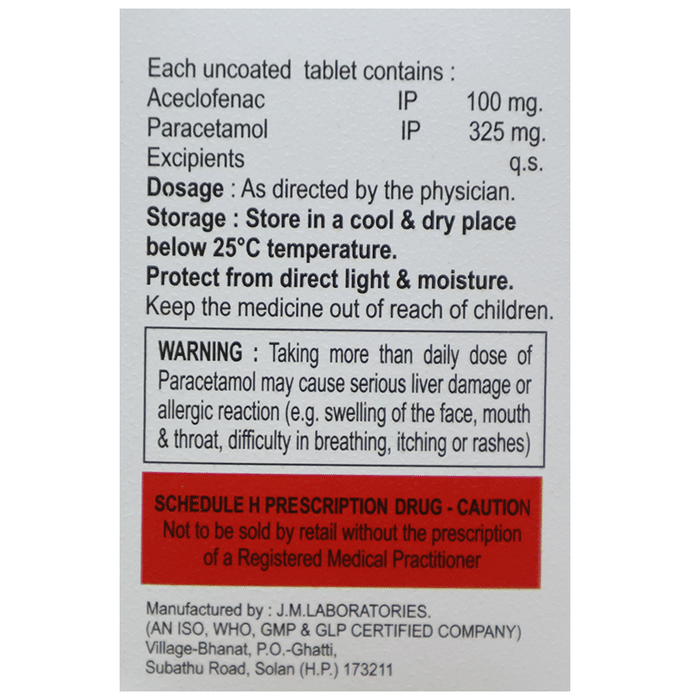 Each uncoated tablet contains :
Aceclofenac IP 100 mg.
Paracetamol IP 325 mg.
Excipients q.s.
Dosage : As directed by the physician.
Storage : Store in a cool & dry place
below 25°C temperature.
Protect from direct light & moisture.
Keep the medicine out of reach of children.
WARNING : Taking more than daily dose of
Paracetamol may cause serious liver damage or
allergic reaction (e.g. swelling of the face, mouth
& throat, difficulty in breathing, itching or rashes)
SCHEDULE H PRESCRIPTION DRUG - CAUTION
Not to be sold by retail without the prescription
of a Registered Medical Practitioner
Manufactured by : J.M.LABORATORIES.
(AN ISO, WHO, GMP & GLP CERTIFIED COMPANY)
Village-Bhanat, P.O.-Ghatti,
Subathu Road, Solan (H.P.) 173211